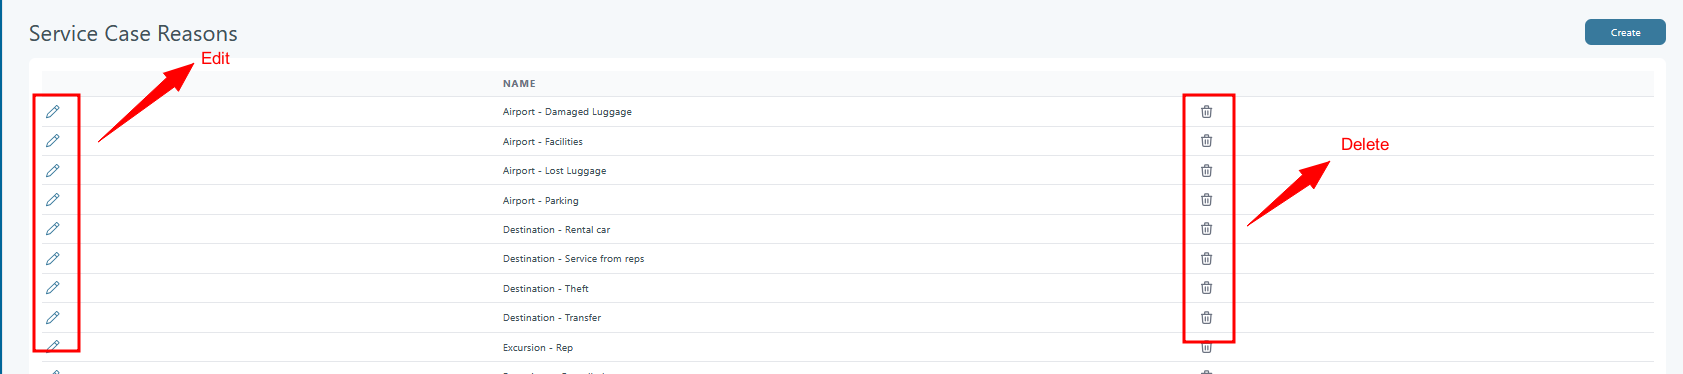 Service Case Reasons
Create
Edit
NAME
Airport - Damaged Luggage
Airport - Facilities
Delete
Airport - Lost Luggage
Airport - Parking
Destination - Rental car
Destination - Service from reps
Destination - Theft
Destination - Transfer
Excursion - Rep